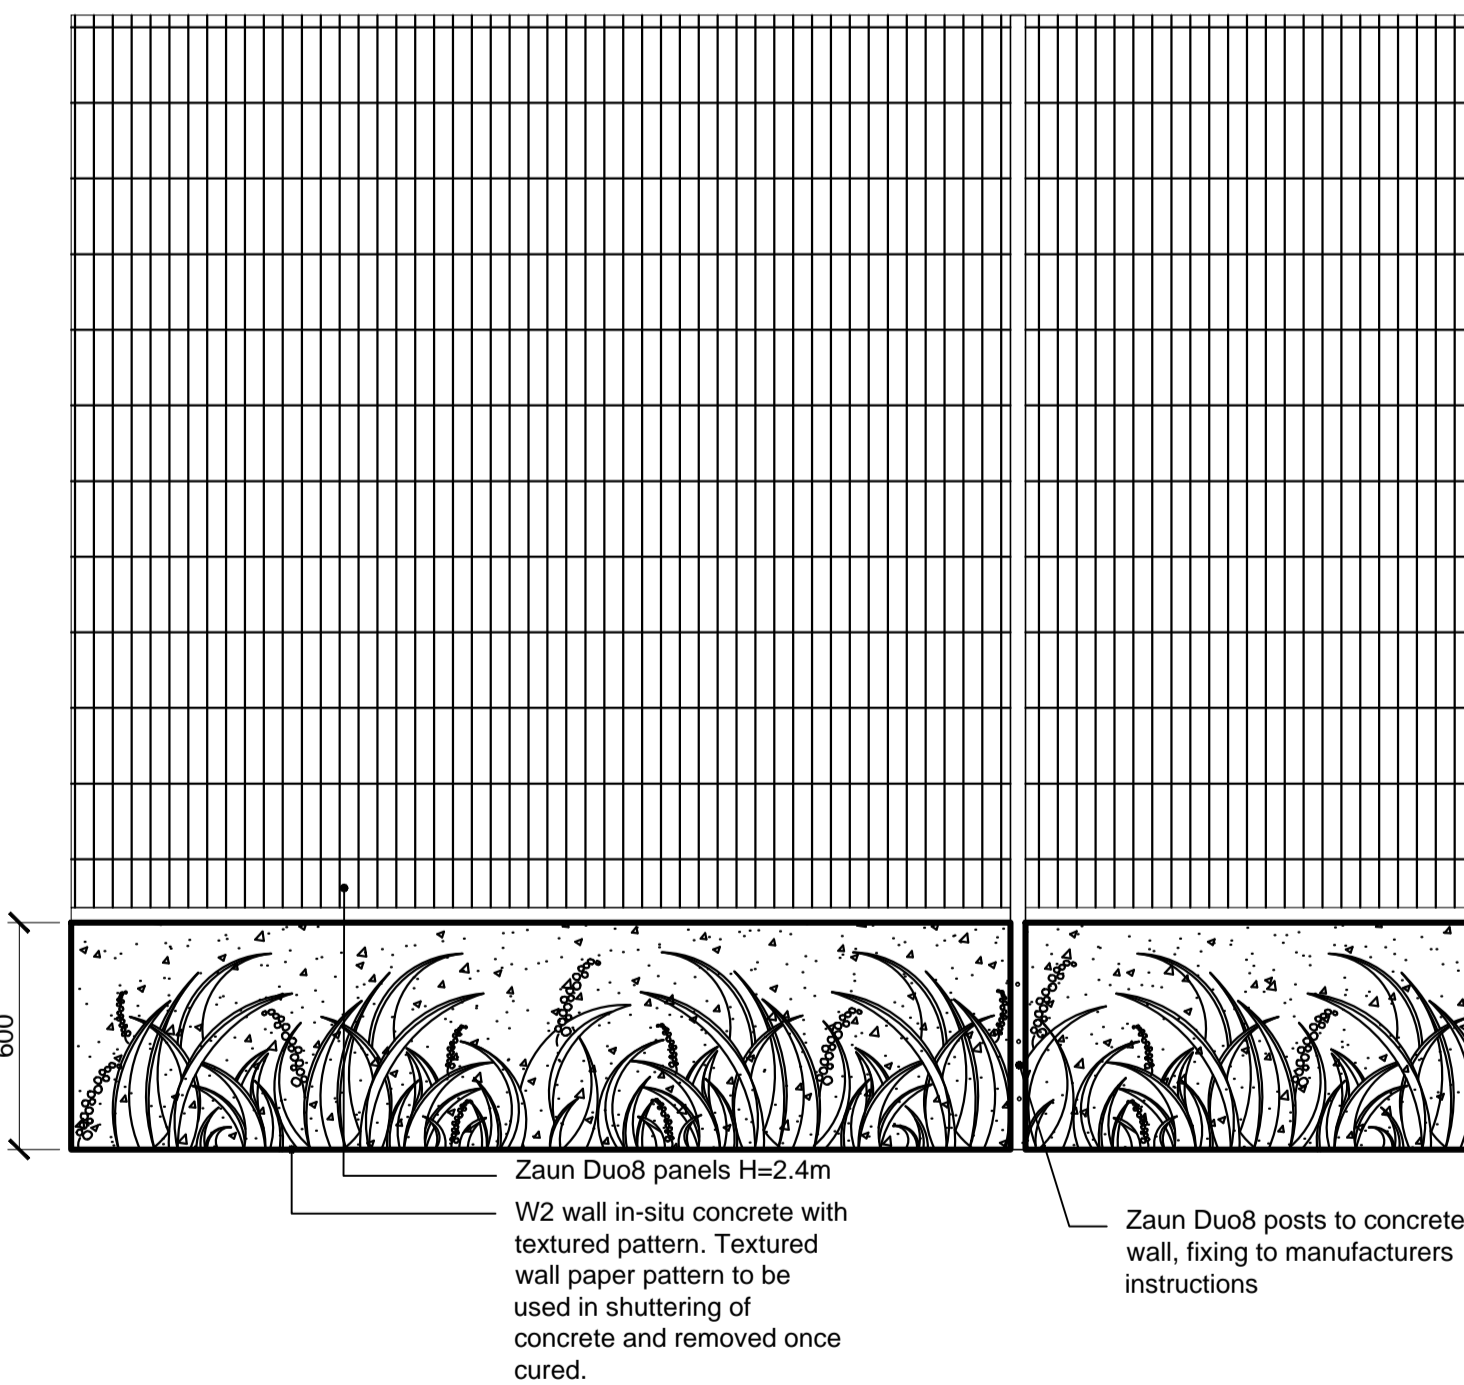 600
Zaun Duo8 panels H=2.4m
W2 wall in-situ concrete with
textured pattern. Textured
wall paper pattern to be
used in shuttering of
concrete and removed once
cured.
Zaun Duo8 posts to concrete
wall, fixing to manufacturers
instructions